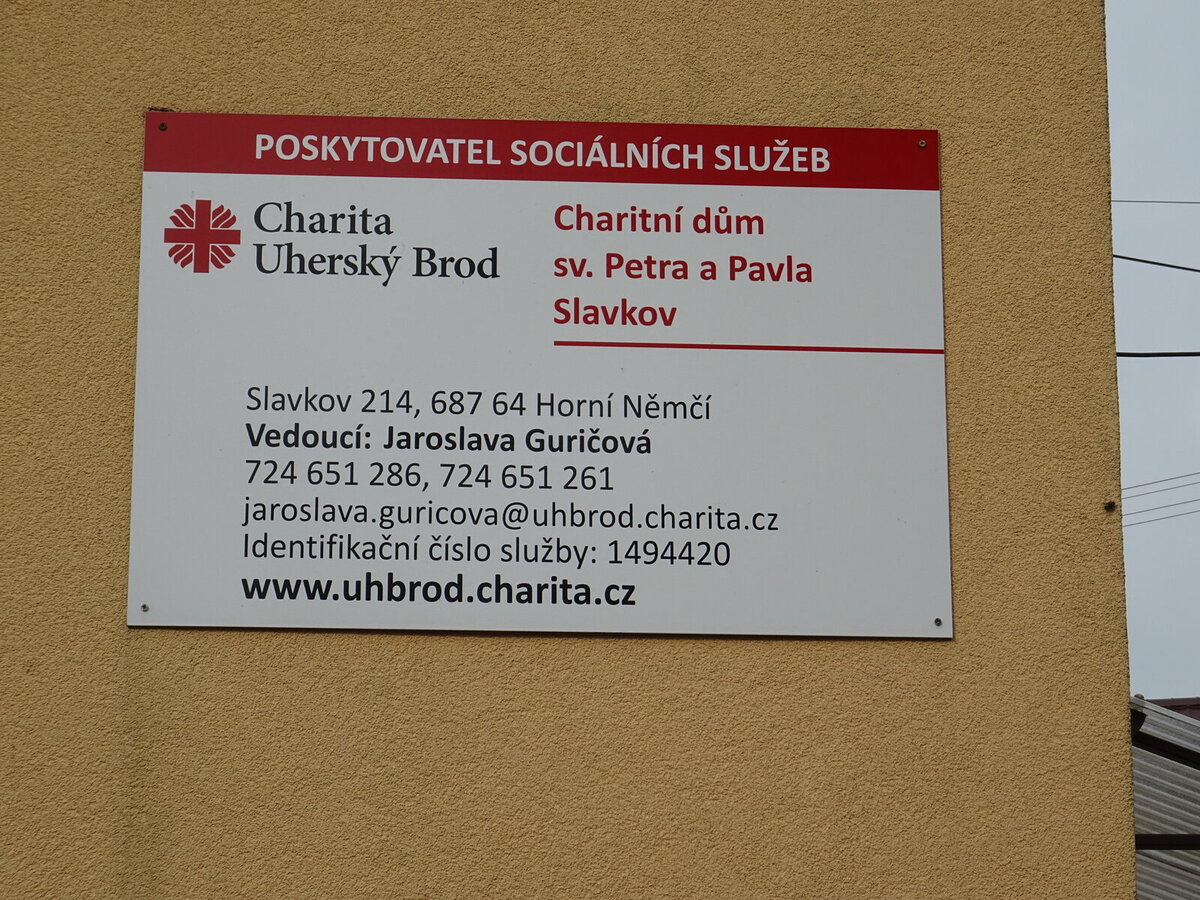 POSKYTOVATEL SOCIÁLNÍCH SLUŽEB
Charita
Uherský Brod
Charitní dům
sv. Petra a Pavla
Slavkov
Slavkov 214, 687 64 Horní Němčí
Vedoucí: Jaroslava Guričová
724 651 286, 724 651 261
jaroslava.guricova@uhbrod.charita.cz
Identifikační číslo služby: 1494420
www.uhbrod.charita.cz